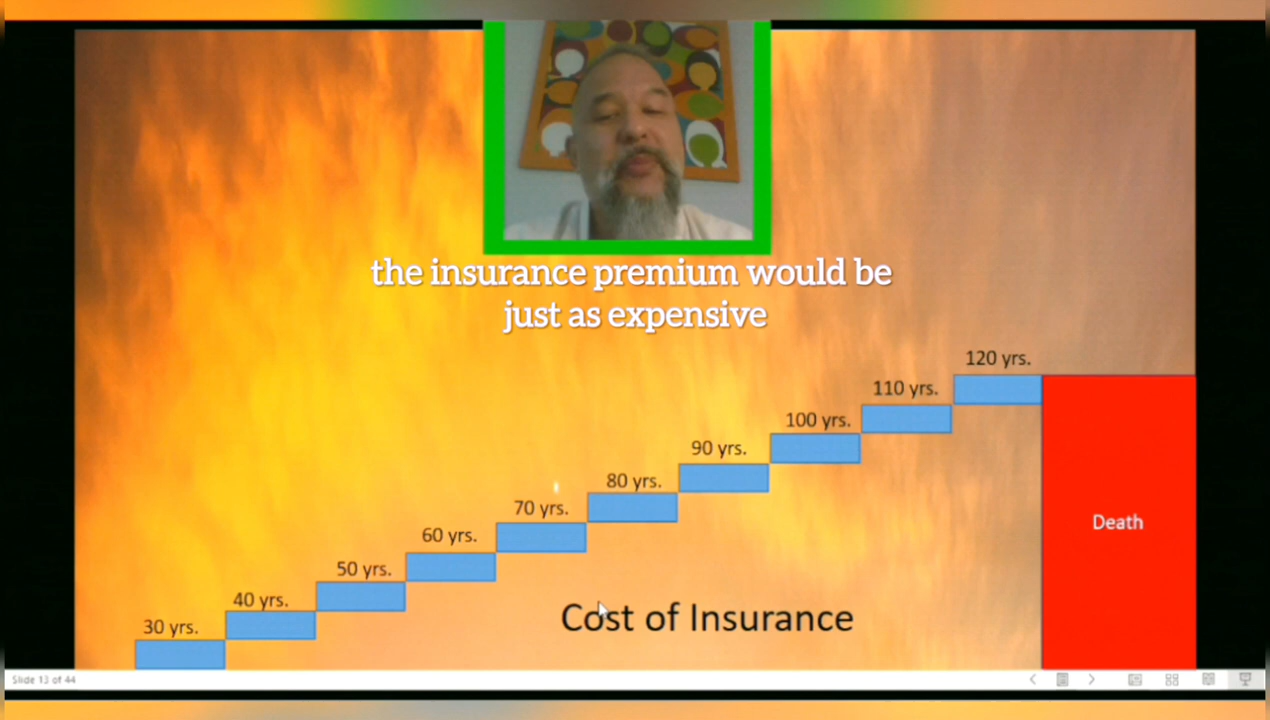 the insurance premium would be
just as expensive
120 yrs.
110 yrs.
100 yrs.
90 yrs.
80 yrs.
70 yrs.
60 yrs.
50 yrs.
40 yrs.
30 yrs.
Death
Cost of Insurance
Slide 13 of 44